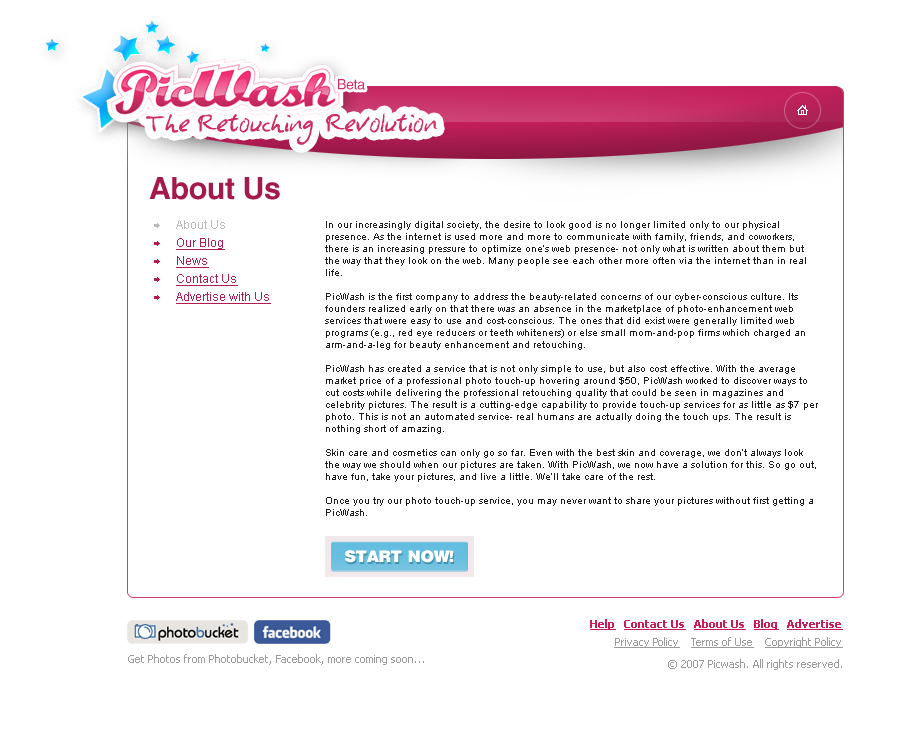 PicWash Beta
The Retouching Revolution
About Us
About Us
Our Blog
News
Contact Us
Advertise with Us
In our increasingly digital society, the desire to look good is no longer limited only to our physical
presence. As the internet is used more and more to communicate with family, friends, and coworkers,
there is an increasing pressure to optimize one's web presence- not only what is written about them but
the way that they look on the web. Many people see each other more often via the internet than in real
life.
PicWash is the first company to address the beauty-related concerns of our cyber-conscious culture. Its
founders realized early on that there was an absence in the marketplace of photo-enhancement web
services that were easy to use and cost-conscious. The ones that did exist were generally limited web
programs (e.g., red eye reducers or teeth whiteners) or else small mom-and-pop firms which charged an
arm-and-a-leg for beauty enhancement and retouching.
PicWash has created a service that is not only simple to use, but also cost effective. With the average
market price of a professional photo touch-up hovering around $50, PicWash worked to discover ways to
cut costs while delivering the professional retouching quality that could be seen in magazines and
celebrity pictures. The result is a cutting-edge capability to provide touch-up services for as little as $7 per
photo. This is not an automated service- real humans are actually doing the touch ups. The result is
nothing short of amazing.
Skin care and cosmetics can only go so far. Even with the best skin and coverage, we don't always look
the way we should when our pictures are taken. With PicWash, we now have a solution for this. So go out,
have fun, take your pictures, and live a little. We'll take care of the rest.
Once you try our photo touch-up service, you may never want to share your pictures without first getting a
PicWash.
START NOW!
photobucket facebook
Get Photos from Photobucket, Facebook, more coming soon...
Help Contact Us About Us Blog Advertise
Privacy Policy Terms of Use Copyright Policy
© 2007 Picwash. All rights reserved.